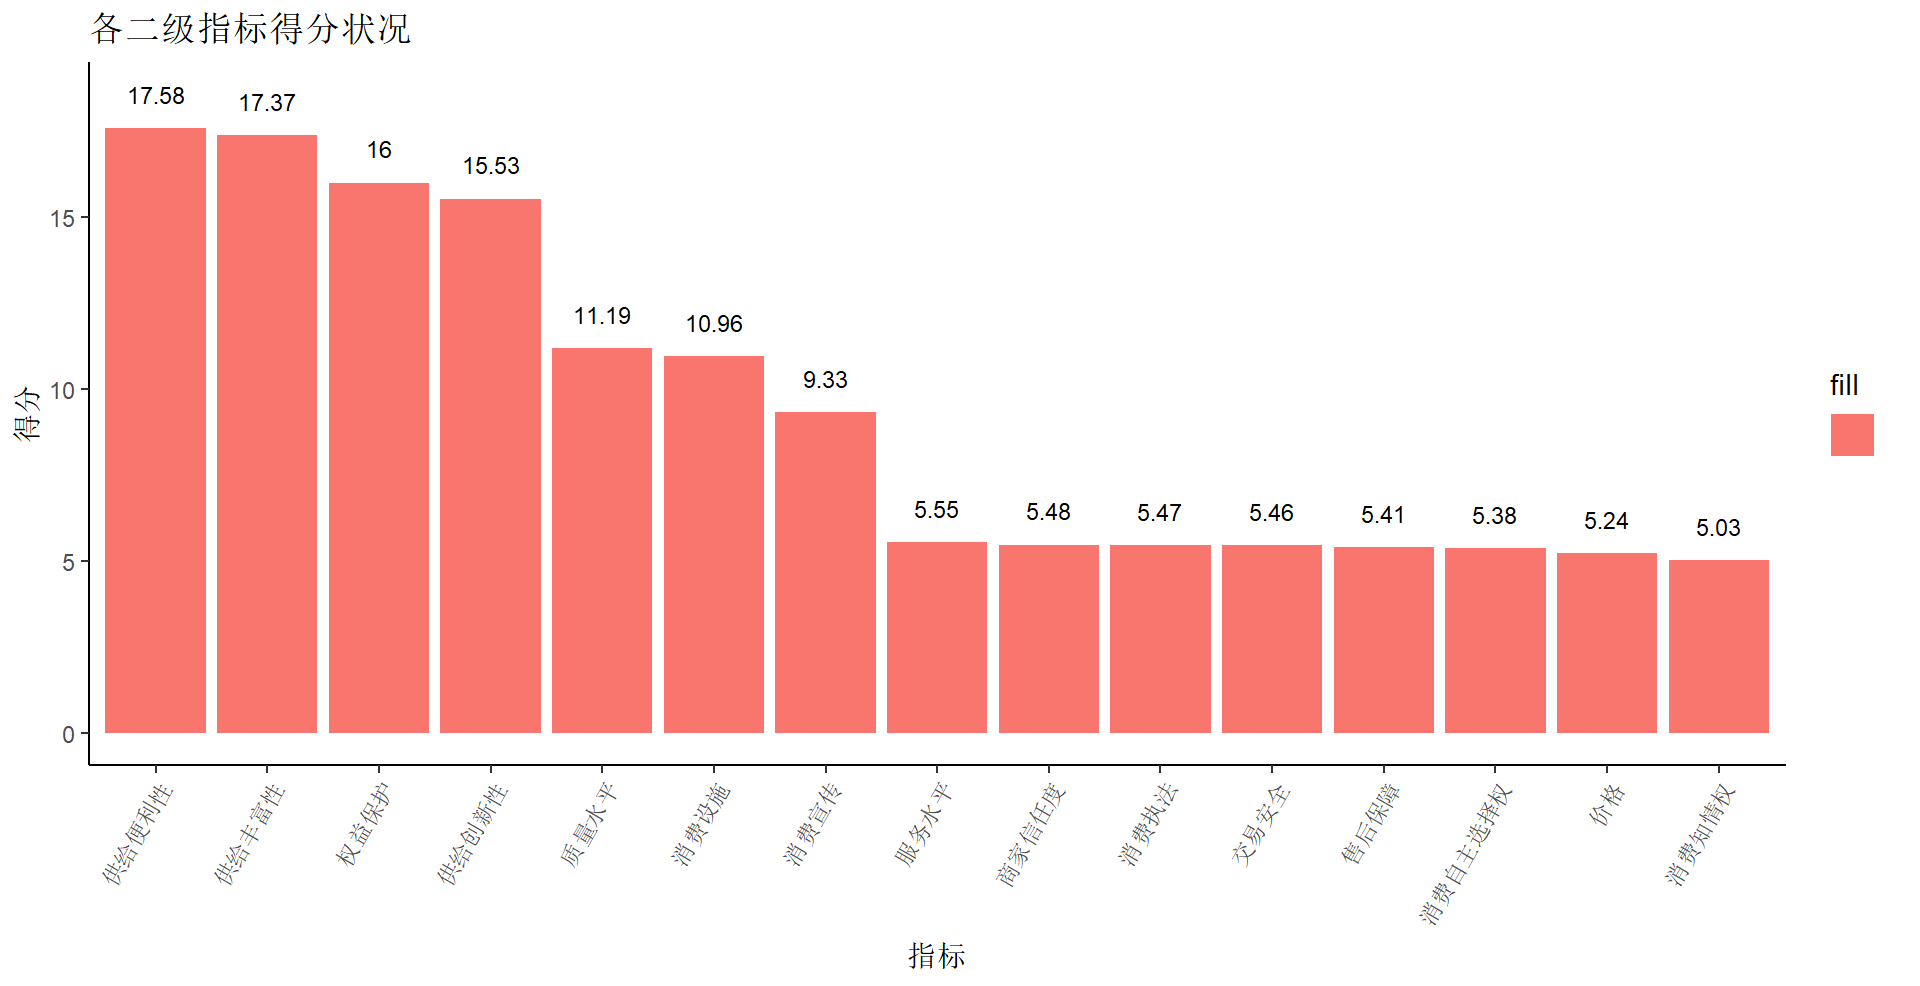 各二级指标得分状况
17.58
17.37
16
15.53
11.19
10.96
9.33
5.55
5.48
5.47
5.46
5.41
5.38
5.24
5.03
15
10
5
0
得分
供给便利性
供给丰富性
权益保护
供给创新性
质量水平
消费设施
消费宣传
服务水平
商家信任度
消费执法
交易安全
售后保障
消费自主选择权
价格
消费知情权
指标
fill